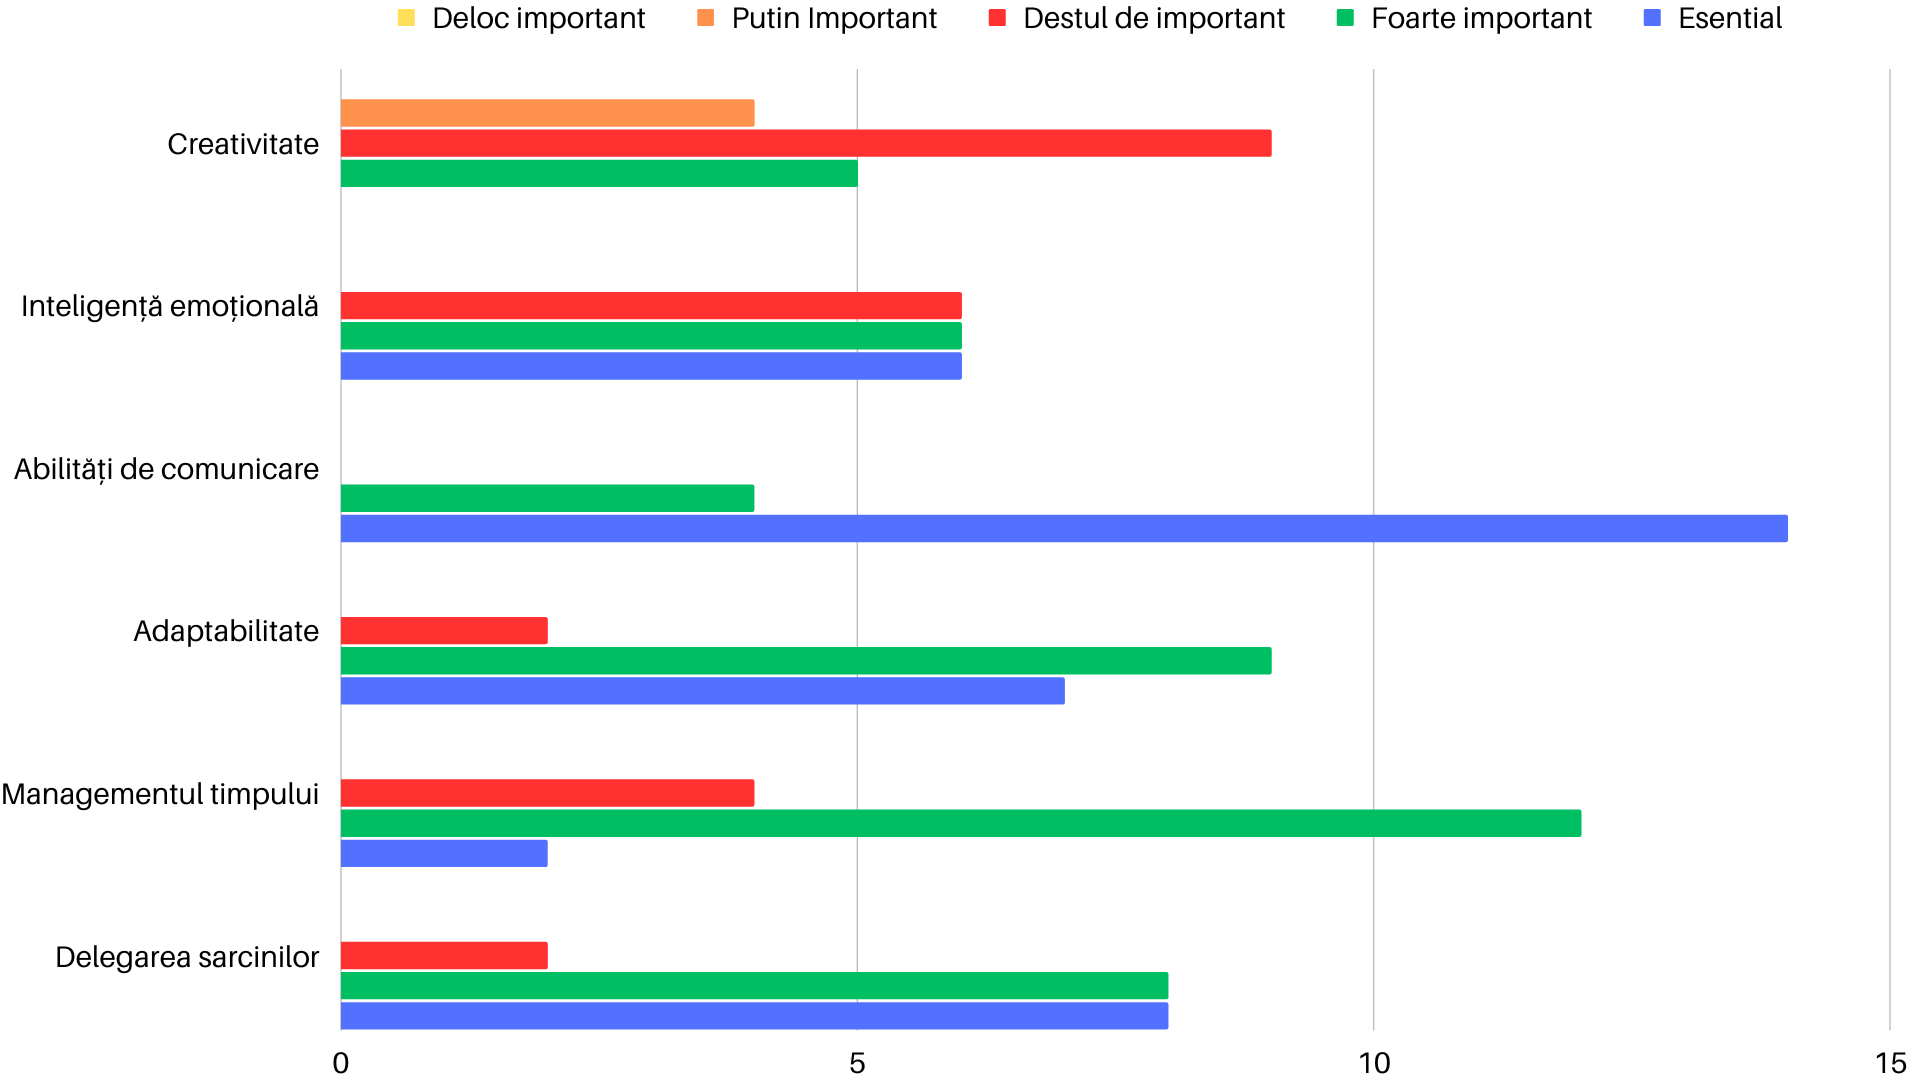 Deloc important Putin Important Destul de important Foarte important Esential
Creativitate
Inteligență emoțională
Abilități de comunicare
Adaptabilitate
Managementul timpului
Delegarea sarcinilor
0 5 10 15